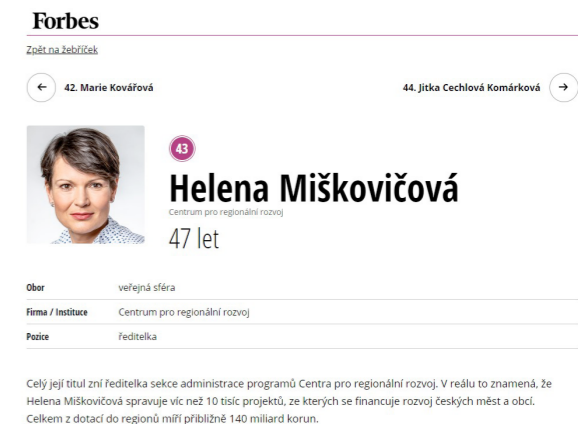 Forbes
Zpět na žebříček
← 42. Marie Kovářová 44. Jitka Cechlová Komárková →
43
Helena Miškovičová
Centrum pro regionální rozvoj
47 let
Obor veřejná sféra
Firma / Instituce Centrum pro regionální rozvoj
Pozice ředitelka
Celý její titul zní ředitelka sekce administrace programů Centra pro regionální rozvoj. V reálu to znamená, že
Helena Miškovičová spravuje víc než 10 tisíc projektů, ze kterých se financuje rozvoj českých měst a obcí.
Celkem z dotací do regionů míří přibližně 140 miliard korun.